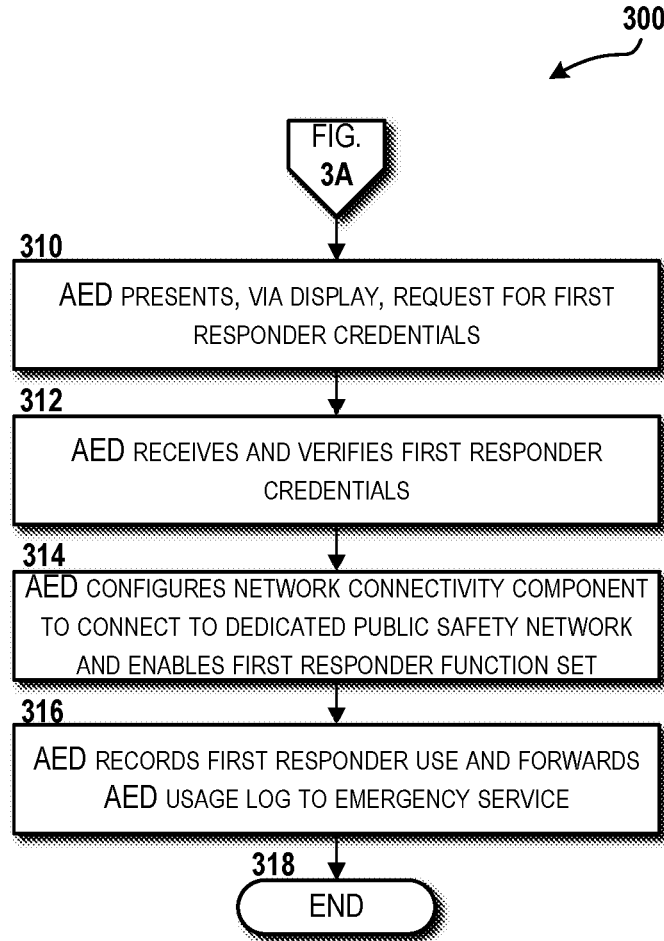 300
FIG.
3A
310
AED PRESENTS, VIA DISPLAY, REQUEST FOR FIRST
RESPONDER CREDENTIALS
312
AED RECEIVES AND VERIFIES FIRST RESPONDER
CREDENTIALS
314
AED CONFIGURES NETWORK CONNECTIVITY COMPONENT
TO CONNECT TO DEDICATED PUBLIC SAFETY NETWORK
AND ENABLES FIRST RESPONDER FUNCTION SET
316
AED RECORDS FIRST RESPONDER USE AND FORWARDS
AED USAGE LOG TO EMERGENCY SERVICE
318
END